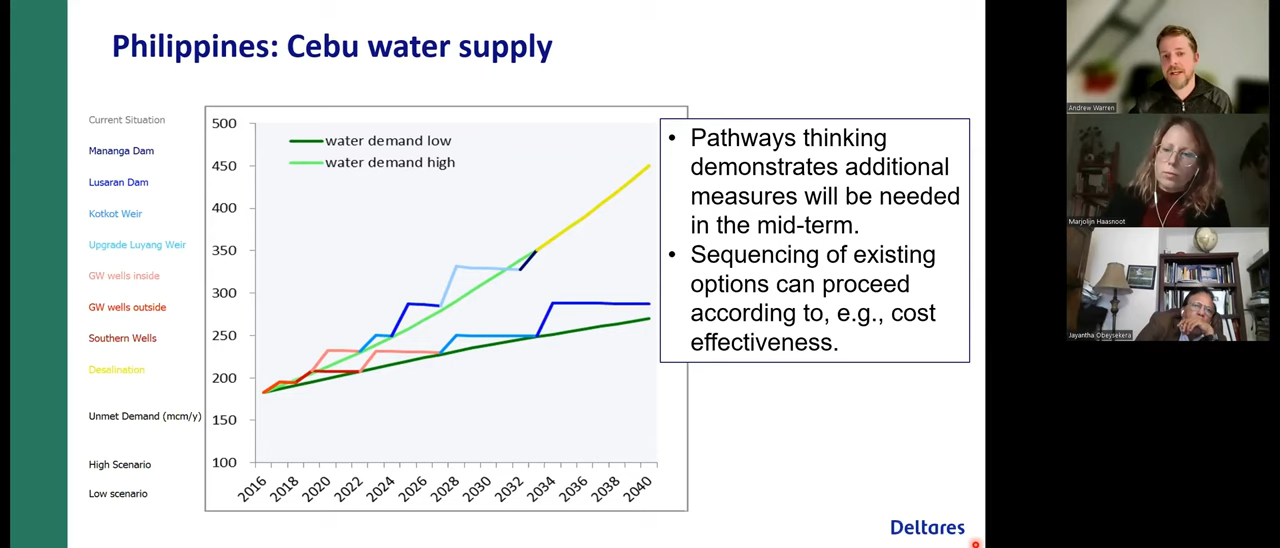 Philippines: Cebu water supply
Current Situation
Mananga Dam
Lusaran Dam
Kotkot Weir
Upgrade Luyang Weir
GW wells inside
GW wells outside
Southern Wells
Desalination
Unmet Demand (mcm/y)
High Scenario
Low scenario
500
450
400
350
300
250
200
150
100
water demand low
water demand high
2016
2018
2020
2022
2024
2026
2028
2030
2032
2034
2036
2038
2040
• Pathways thinking
demonstrates additional
measures will be needed
in the mid-term.
• Sequencing of existing
options can proceed
according to, e.g., cost
effectiveness.
Deltares
Andrew Warren
Marjolijn Haasnoot
Jayantha Obeysekera